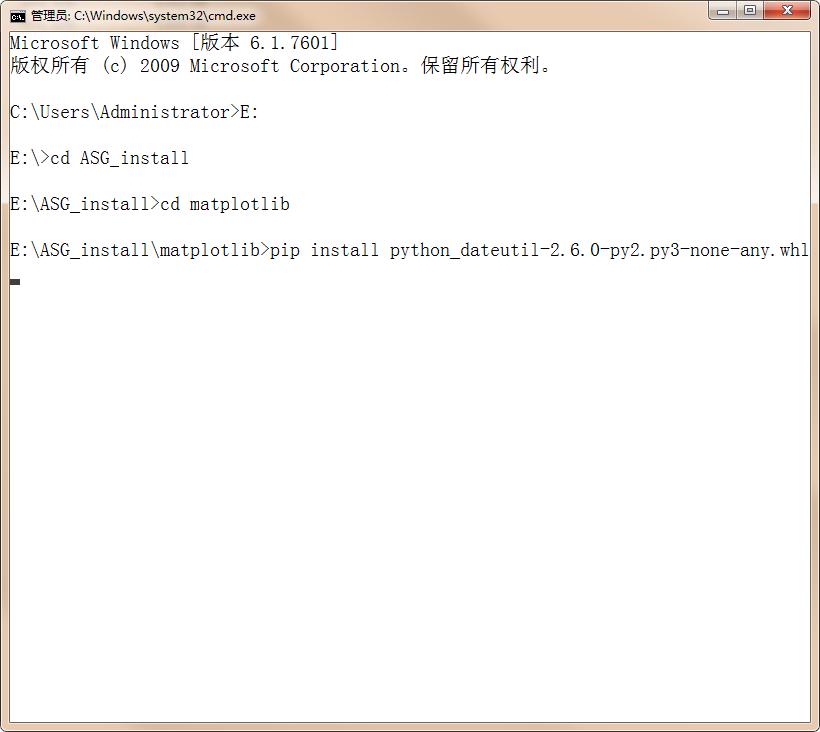 管理员: C:\Windows\system32\cmd.exe
Microsoft Windows [版本 6.1.7601]
版权所有 (c) 2009 Microsoft Corporation。保留所有权利。
C:\Users\Administrator>E:
E:\>cd ASG_install
E:\ASG_install>cd matplotlib
E:\ASG_install\matplotlib>pip install python_dateutil-2.6.0-py2.py3-none-any.whl